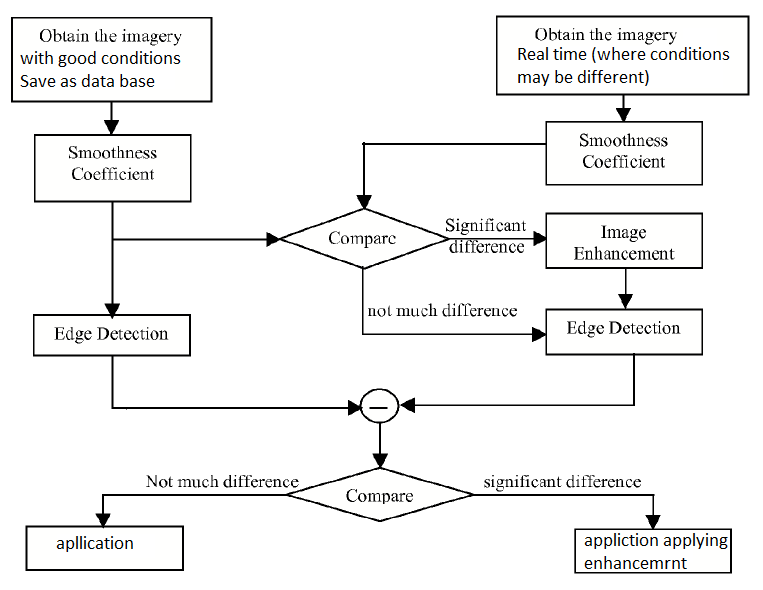 Obtain the imagery
with good conditions
Save as data base
Obtain the imagery
Real time (where conditions
may be different)
Smoothness
Coefficient
Smoothness
Coefficient
Compare
Significant
difference
Image
Enhancement
not much difference
Edge Detection
Edge Detection
—
Not much difference
Compare
significant difference
apllication
appliction applying
enhancemrnt